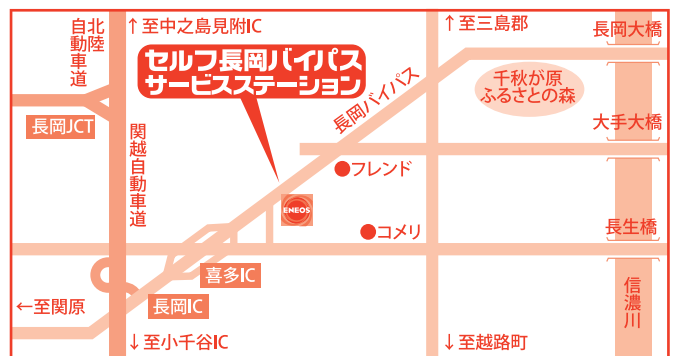 北陸
自動車道
↑至中之島見附IC
↑至三島郡
長岡大橋
セルフ長岡バイパス
サービスステーション
長岡バイパス
千秋が原
ふるさとの森
長岡JCT
関越自動車道
大手大橋
フレンド
ENEOS
コメリ
長生橋
喜多IC
信濃川
←至関原
長岡IC
↓至小千谷IC
↓至越路町